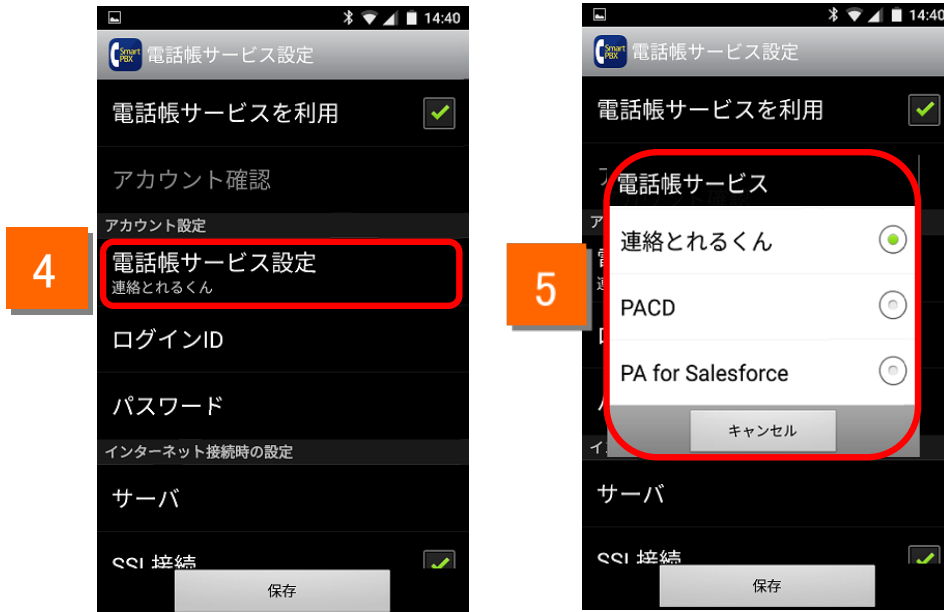 14:40
Smart PBX
電話帳サービス設定
電話帳サービスを利用
アカウント確認
アカウント設定
4
電話帳サービス設定
連絡とれるくん
ログインID
パスワード
インターネット接続時の設定
サーバ
SSL接続
保存
14:40
Smart PBX
電話帳サービス設定
電話帳サービスを利用
電話帳サービス
5
連絡とれるくん
PACD
PA for Salesforce
キャンセル
サーバ
SSL接続
保存